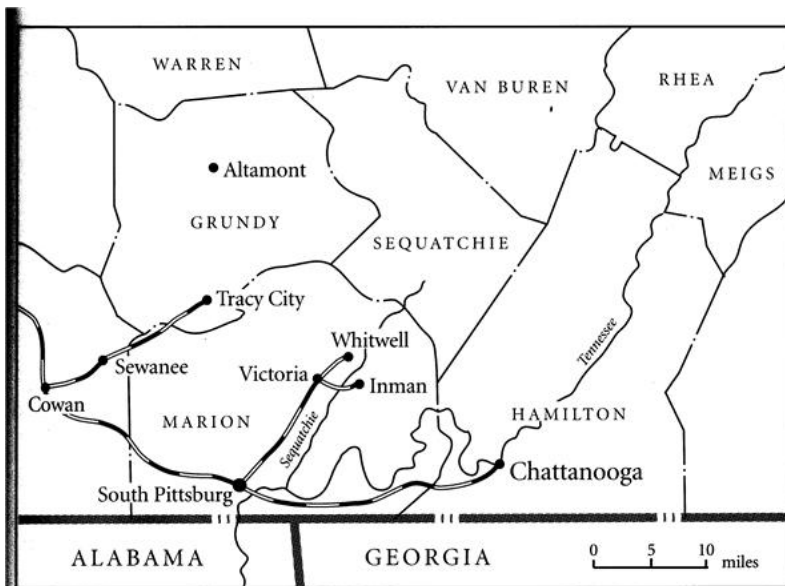 WARREN
VAN BUREN
RHEA
Altamont
MEIGS
GRUNDY
SEQUATCHIE
Tracy City
Whitwell
Tennessee
Sewanee
Victoria
Inman
Cowan
MARION
Sequatchie
HAMILTON
Chattanooga
South Pittsburg
ALABAMA
GEORGIA
0 5 10
miles